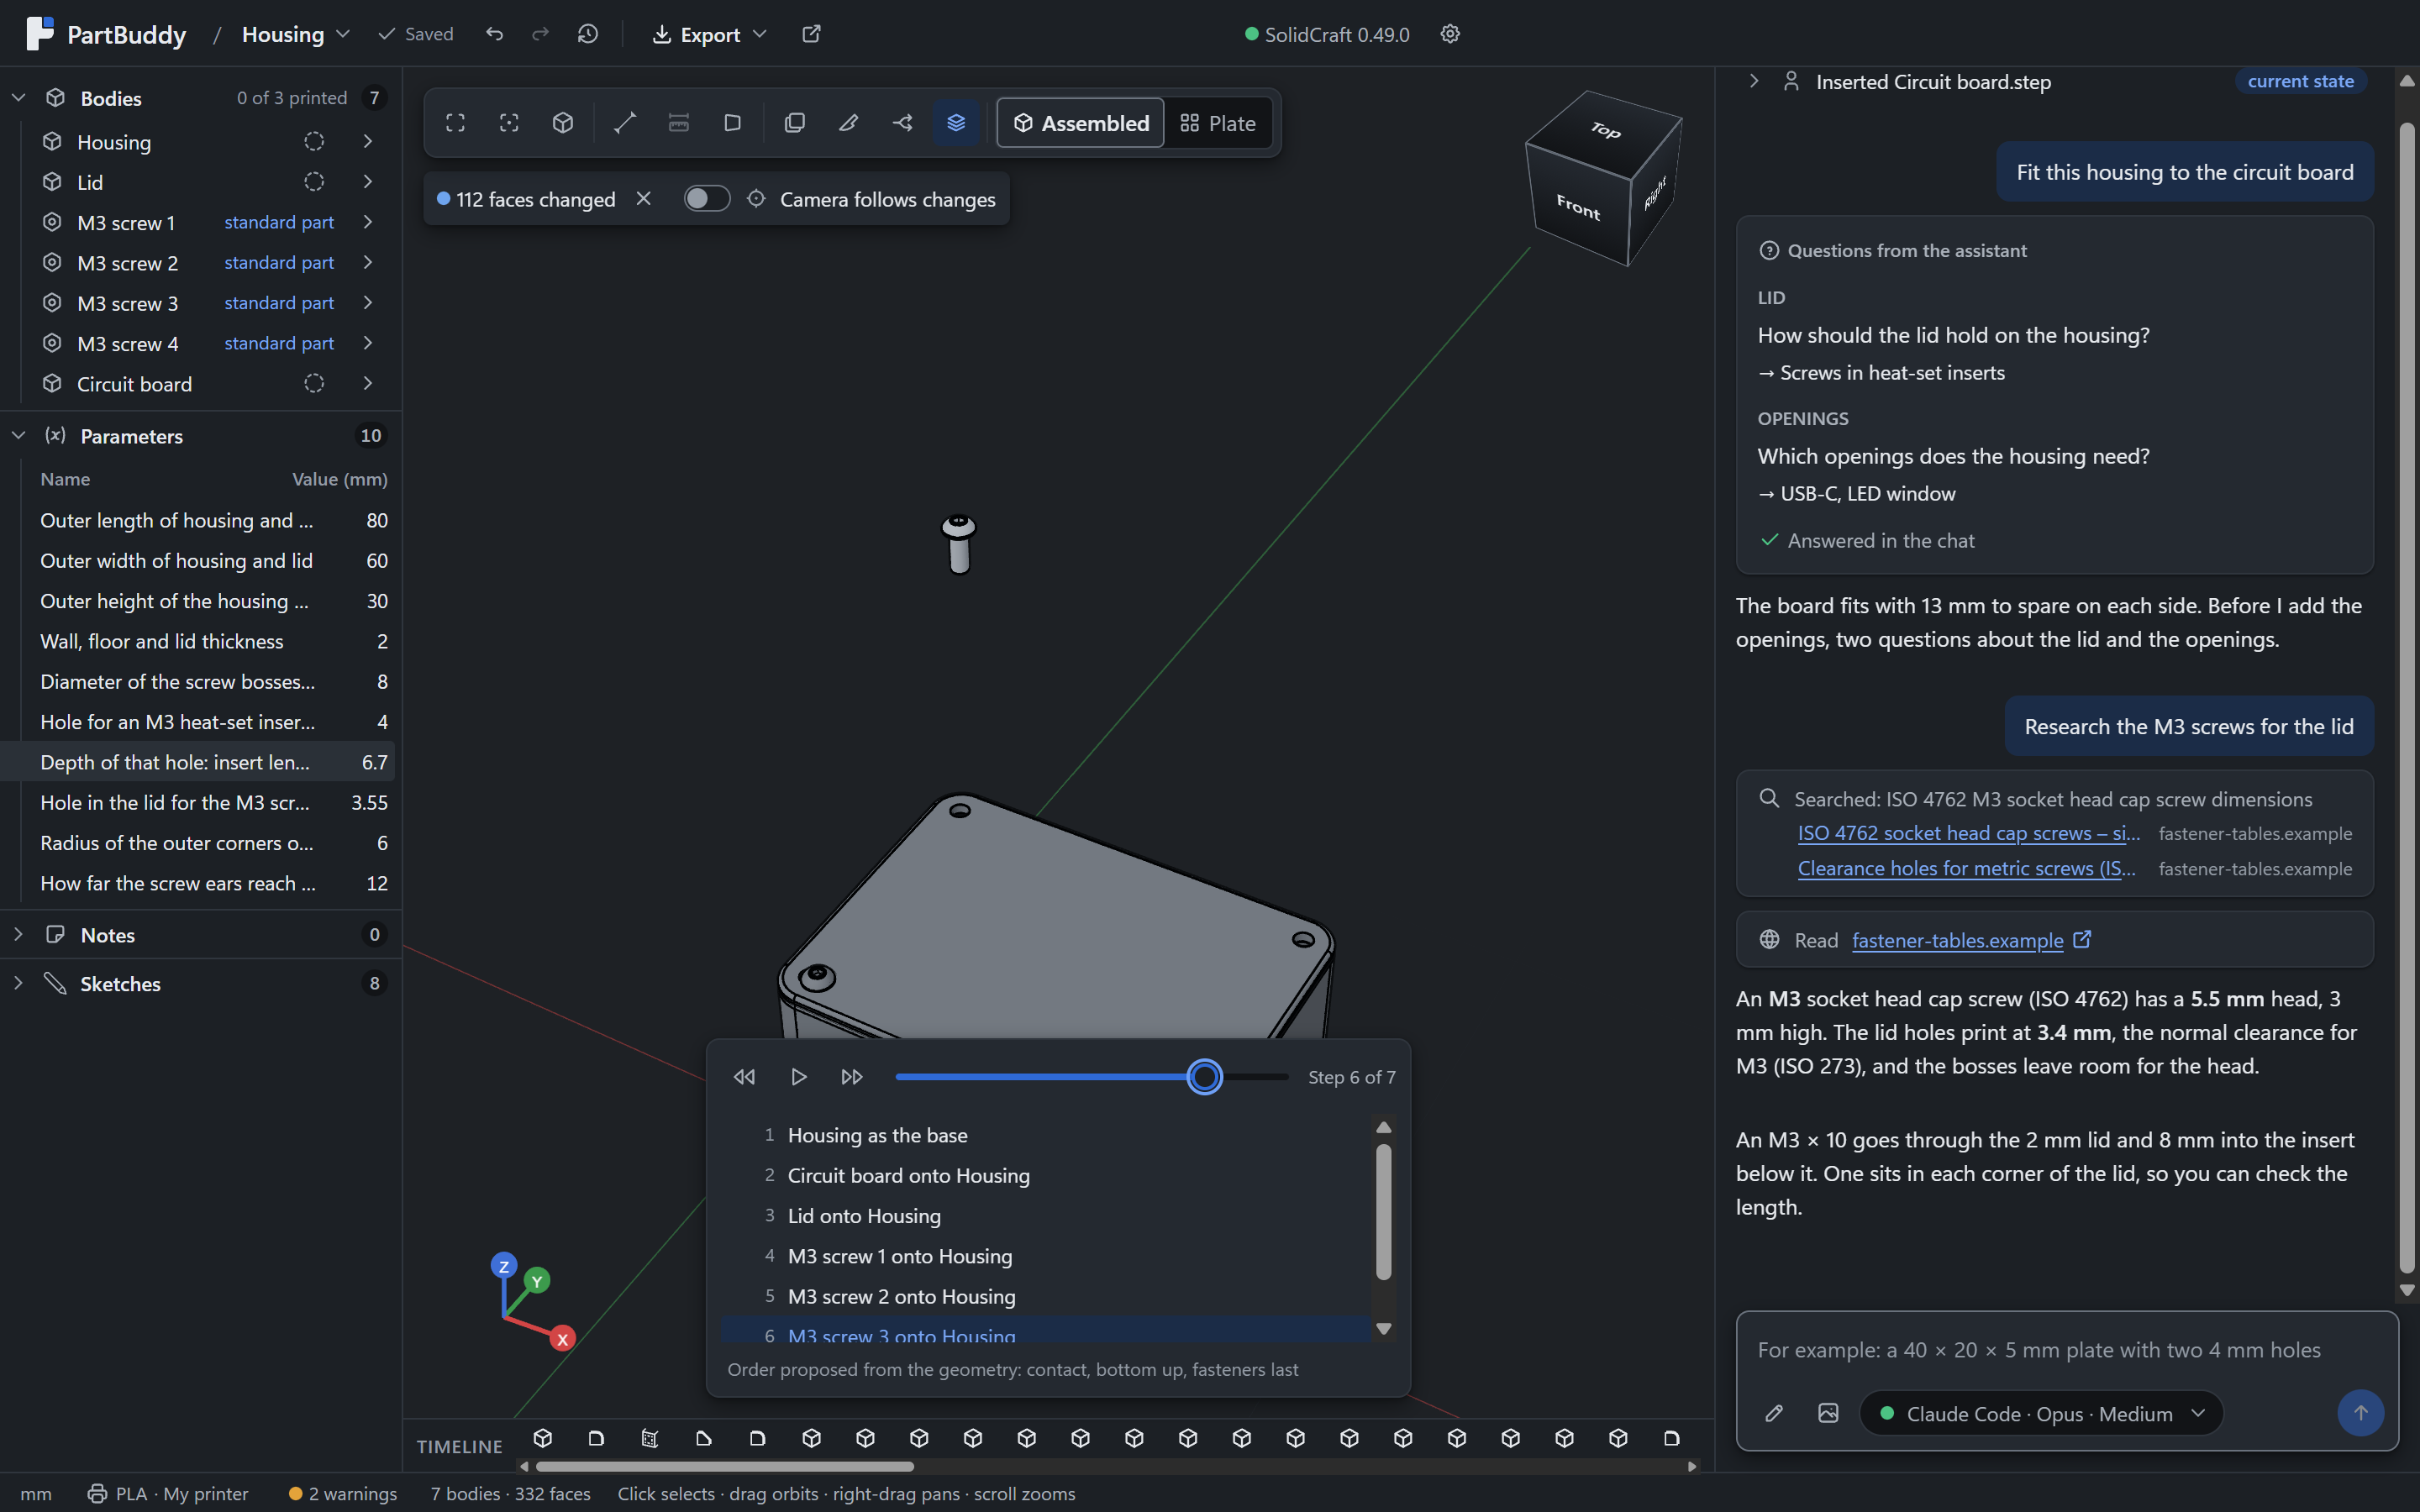 PartBuddy / Housing Saved Export SolidCraft 0.49.0
Bodies 0 of 3 printed 7
Housing
Lid
M3 screw 1 standard part
M3 screw 2 standard part
M3 screw 3 standard part
M3 screw 4 standard part
Circuit board
Parameters 10
Name Value (mm)
Outer length of housing and ... 80
Outer width of housing and lid 60
Outer height of the housing ... 30
Wall, floor and lid thickness 2
Diameter of the screw bosses... 8
Hole for an M3 heat-set inser... 4
Depth of that hole: insert len... 6.7
Hole in the lid for the M3 scr... 3.55
Radius of the outer corners o... 6
How far the screw ears reach ... 12
Notes 0
Sketches 8
Assembled Plate
112 faces changed Camera follows changes
Top
Front
Right
Z
Y
X
Step 6 of 7
1 Housing as the base
2 Circuit board onto Housing
3 Lid onto Housing
4 M3 screw 1 onto Housing
5 M3 screw 2 onto Housing
6 M3 screw 3 onto Housing
Order proposed from the geometry: contact, bottom up, fasteners last
TIMELINE
Inserted Circuit board.step current state
Fit this housing to the circuit board
Questions from the assistant
LID
How should the lid hold on the housing?
→ Screws in heat-set inserts
OPENINGS
Which openings does the housing need?
→ USB-C, LED window
Answered in the chat
The board fits with 13 mm to spare on each side. Before I add the
openings, two questions about the lid and the openings.
Research the M3 screws for the lid
Searched: ISO 4762 M3 socket head cap screw dimensions
ISO 4762 socket head cap screws – si... fastener-tables.example
Clearance holes for metric screws (IS... fastener-tables.example
Read fastener-tables.example
An M3 socket head cap screw (ISO 4762) has a 5.5 mm head, 3
mm high. The lid holes print at 3.4 mm, the normal clearance for
M3 (ISO 273), and the bosses leave room for the head.
An M3 × 10 goes through the 2 mm lid and 8 mm into the insert
below it. One sits in each corner of the lid, so you can check the
length.
For example: a 40 × 20 × 5 mm plate with two 4 mm holes
Claude Code · Opus · Medium
mm PLA · My printer 2 warnings 7 bodies · 332 faces Click selects · drag orbits · right-drag pans · scroll zooms